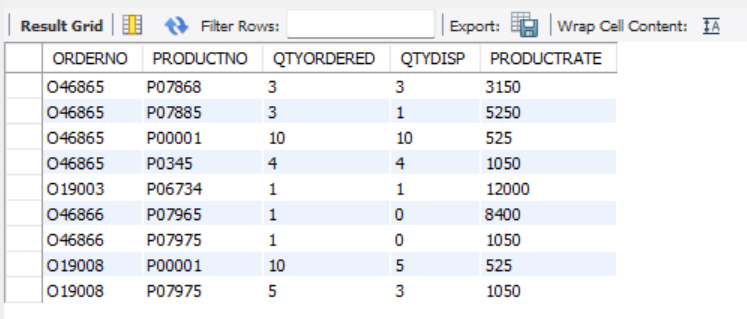 Result Grid Filter Rows: Export: Wrap Cell Content: IA
ORDERNO PRODUCTNO QTYORDERED QTYDISP PRODUCTRATE
O46865 P07868 3 3 3150
O46865 P07885 3 1 5250
O46865 P00001 10 10 525
O46865 P0345 4 4 1050
O19003 P06734 1 1 12000
O46866 P07965 1 0 8400
O46866 P07975 1 0 1050
O19008 P00001 10 5 525
O19008 P07975 5 3 1050